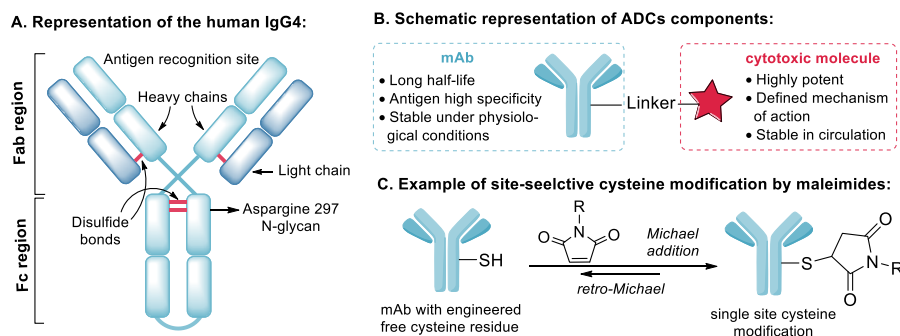 A. Representation of the human IgG4:
Antigen recognition site
Heavy chains
Fab region
Light chain
Disulfide
bonds
Aspargine 297
N-glycan
Fc region
B. Schematic representation of ADCs components:
mAb
• Long half-life
• Antigen high specificity
• Stable under physiolo-
gical conditions
Linker
cytotoxic molecule
• Highly potent
• Defined mechanism
of action
• Stable in circulation
C. Example of site-seelctive cysteine modification by maleimides:
SH
mAb with engineered
free cysteine residue
R
N
O
O
Michael
addition
retro-Michael
S
O
N
R
O
single site cysteine
modification